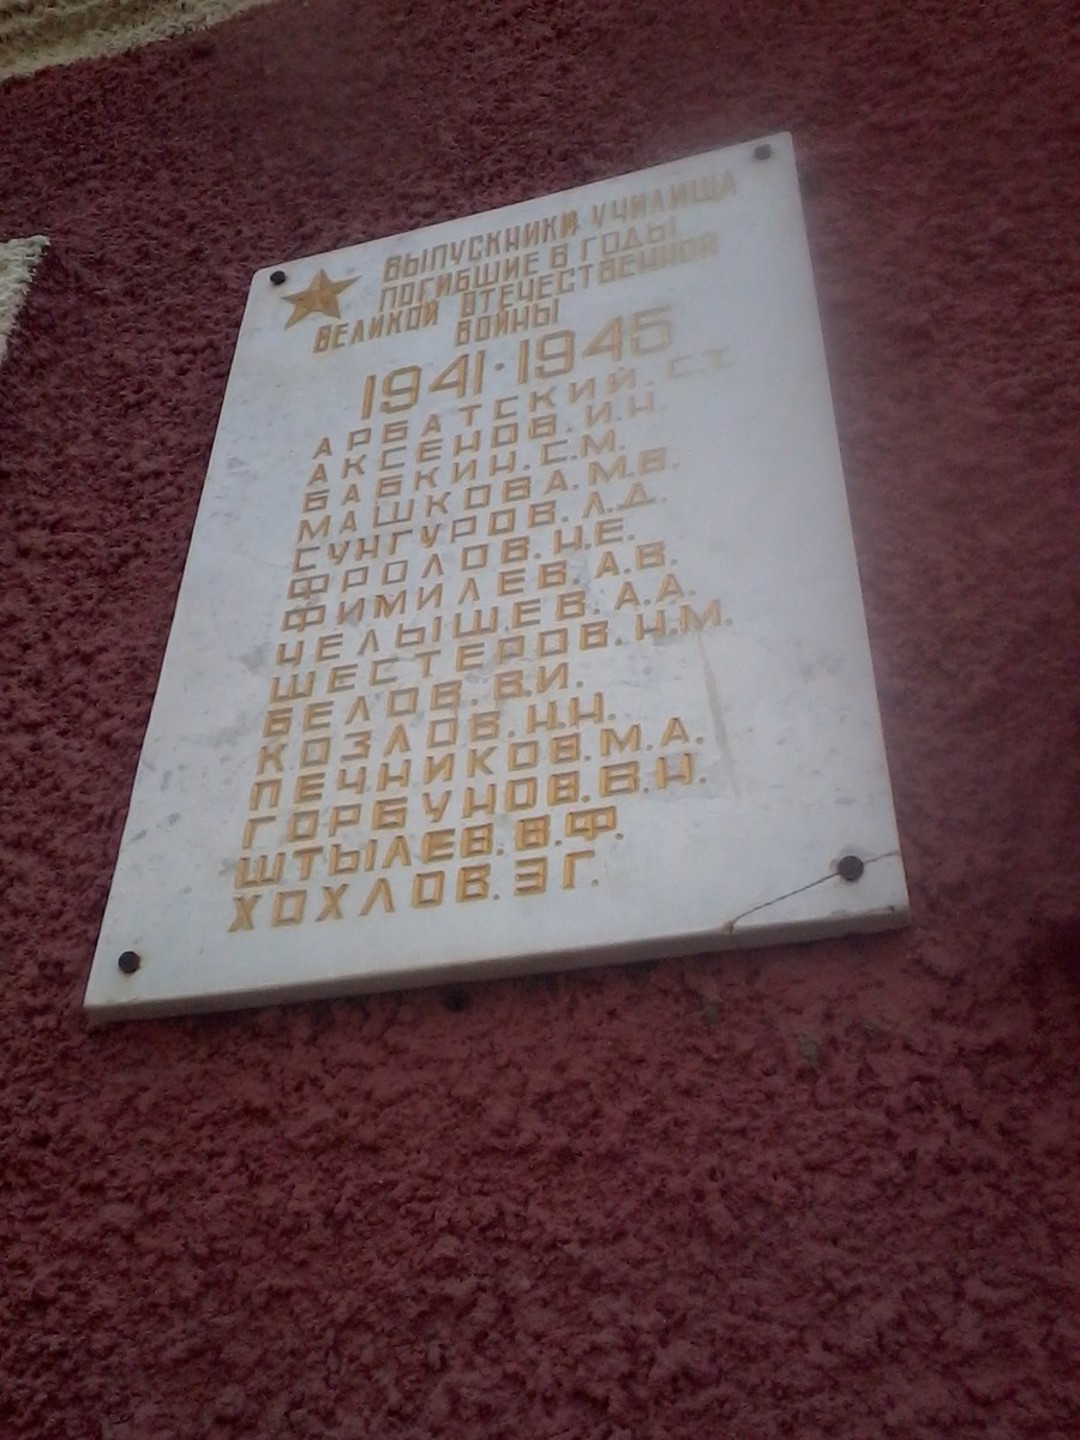 ВЫПУСКНИКИ УЧИЛИЩА
ПОГИБШИЕ В ГОДЫ
ВЕЛИКОЙ ОТЕЧЕСТВЕННОЙ
ВОЙНЫ
1941·1945
АРБАТСКИЙ. С.Т.
АКСЕНОВ. И.Н.
БАБКИН. С.М.
МАШКОВА. М.В.
СУНГУРОВ. Л.Д.
ФРОЛОВ. Н.Е.
ФИМИЛЕВ. А.В.
ЧЕЛЫШЕВ. А.А.
ШЕСТЕРОВ. Н.М.
БЕЛОВ. В.И.
КОЗЛОВ. Н.Н.
ПЕЧНИКОВ. М.А.
ГОРБУНОВ. В.Н.
ШТЫЛЕВ. В.Ф.
ХОХЛОВ. Э.Г.